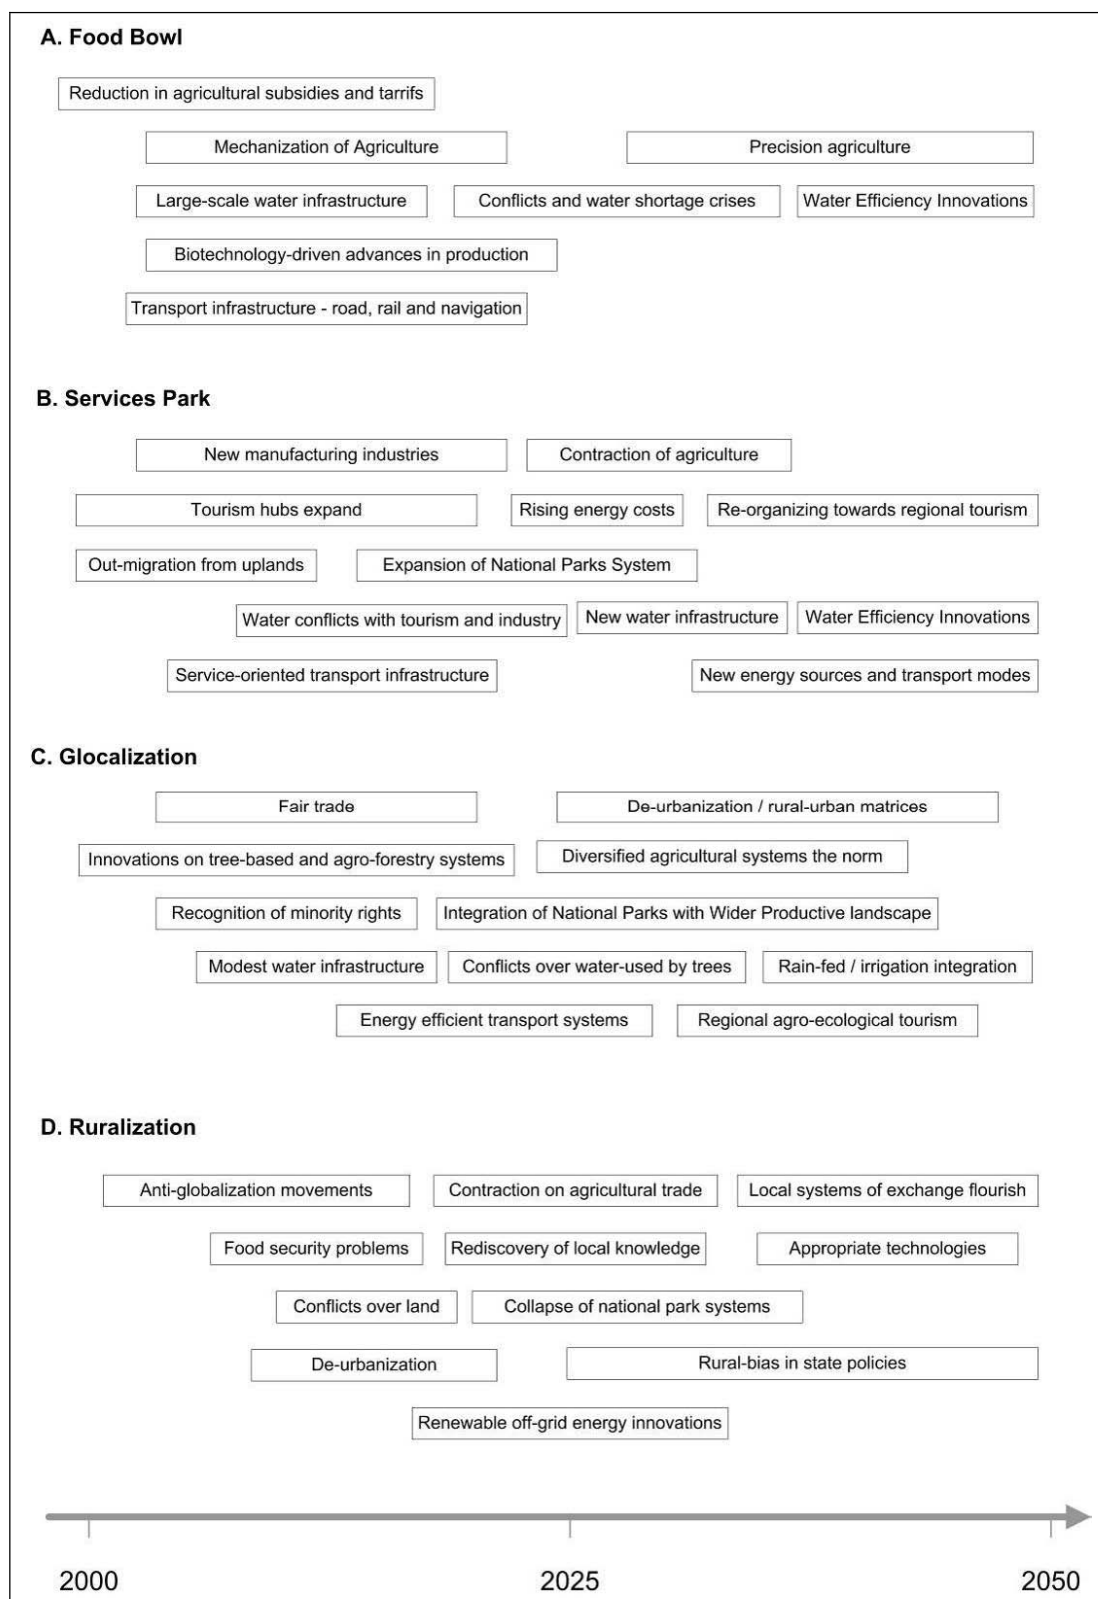 A. Food Bowl
Reduction in agricultural subsidies and tarrifs
Mechanization of Agriculture
Precision agriculture
Large-scale water infrastructure
Conflicts and water shortage crises
Water Efficiency Innovations
Biotechnology-driven advances in production
Transport infrastructure - road, rail and navigation
B. Services Park
New manufacturing industries
Contraction of agriculture
Tourism hubs expand
Rising energy costs
Re-organizing towards regional tourism
Out-migration from uplands
Expansion of National Parks System
Water conflicts with tourism and industry
New water infrastructure
Water Efficiency Innovations
Service-oriented transport infrastructure
New energy sources and transport modes
C. Glocalization
Fair trade
De-urbanization / rural-urban matrices
Innovations on tree-based and agro-forestry systems
Diversified agricultural systems the norm
Recognition of minority rights
Integration of National Parks with Wider Productive landscape
Modest water infrastructure
Conflicts over water-used by trees
Rain-fed / irrigation integration
Energy efficient transport systems
Regional agro-ecological tourism
D. Ruralization
Anti-globalization movements
Contraction on agricultural trade
Local systems of exchange flourish
Food security problems
Rediscovery of local knowledge
Appropriate technologies
Conflicts over land
Collapse of national park systems
De-urbanization
Rural-bias in state policies
Renewable off-grid energy innovations
2000
2025
2050